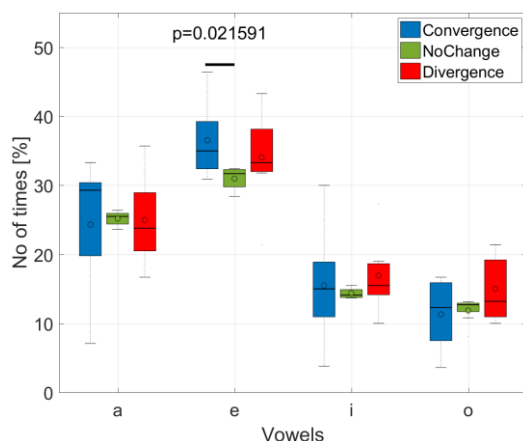 p=0.021591
Convergence
NoChange
Divergence
No of times [%]
50
40
30
20
10
0
a e i o
Vowels